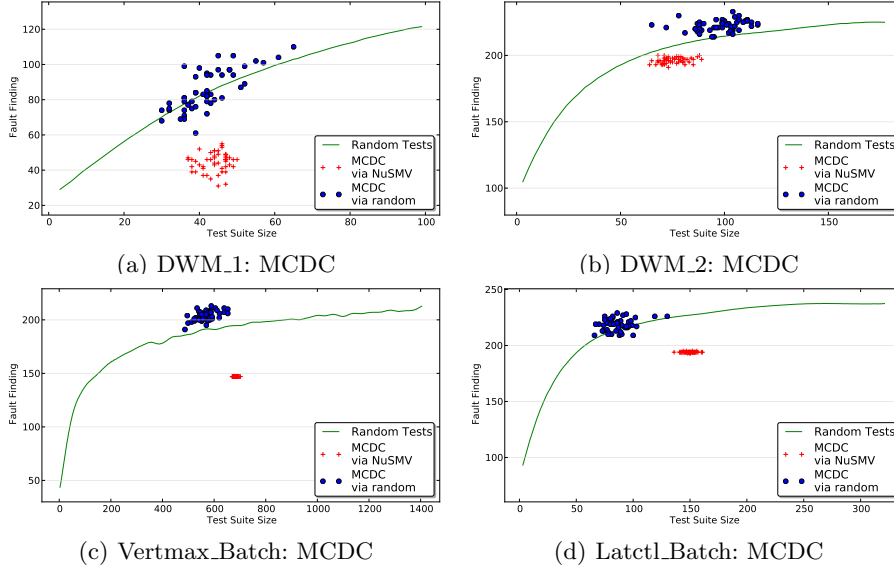 120
100
80
60
40
20
Fault Finding
0
20
40
60
80
100
Test Suite Size
Random Tests
MCDC
via NuSMV
MCDC
via random
(a) DWM_1: MCDC
200
150
100
Fault Finding
0
50
100
150
Test Suite Size
Random Tests
MCDC
via NuSMV
MCDC
via random
(b) DWM_2: MCDC
200
150
100
50
Fault Finding
0
200
400
600
800
1000
1200
1400
Test Suite Size
Random Tests
MCDC
via NuSMV
MCDC
via random
(c) Vertmax_Batch: MCDC
250
200
150
100
Fault Finding
0
50
100
150
200
250
300
Test Suite Size
Random Tests
MCDC
via NuSMV
MCDC
via random
(d) Latctl_Batch: MCDC